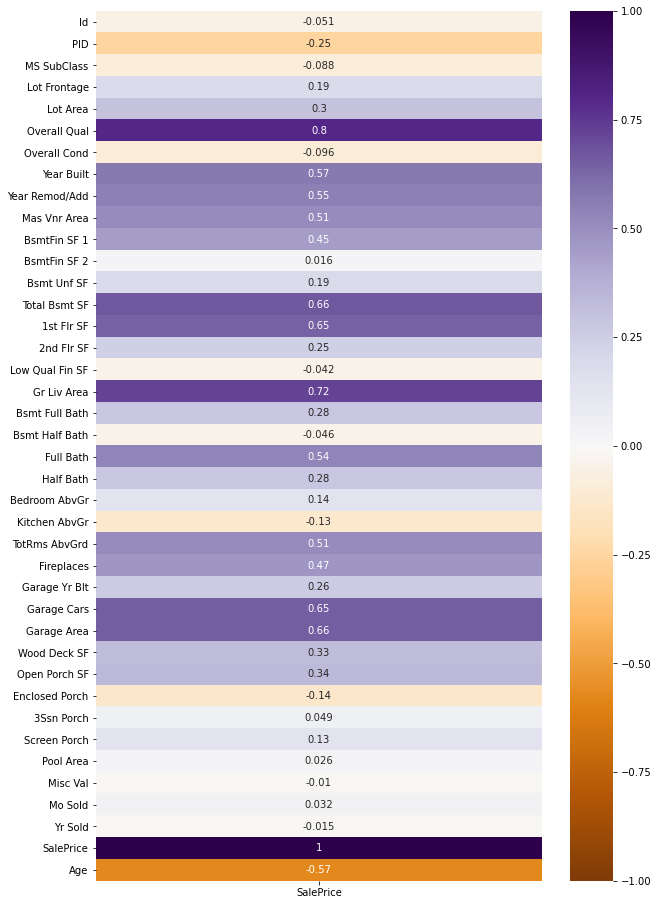 Id -0.051
PID -0.25
MS SubClass -0.088
Lot Frontage 0.19
Lot Area 0.3
Overall Qual 0.8
Overall Cond -0.096
Year Built 0.57
Year Remod/Add 0.55
Mas Vnr Area 0.51
BsmtFin SF 1 0.45
BsmtFin SF 2 0.016
Bsmt Unf SF 0.19
Total Bsmt SF 0.66
1st Flr SF 0.65
2nd Flr SF 0.25
Low Qual Fin SF -0.042
Gr Liv Area 0.72
Bsmt Full Bath 0.28
Bsmt Half Bath -0.046
Full Bath 0.54
Half Bath 0.28
Bedroom AbvGr 0.14
Kitchen AbvGr -0.13
TotRms AbvGrd 0.51
Fireplaces 0.47
Garage Yr Blt 0.26
Garage Cars 0.65
Garage Area 0.66
Wood Deck SF 0.33
Open Porch SF 0.34
Enclosed Porch -0.14
3Ssn Porch 0.049
Screen Porch 0.13
Pool Area 0.026
Misc Val -0.01
Mo Sold 0.032
Yr Sold -0.015
SalePrice 1
Age -0.57
SalePrice
1.00
0.75
0.50
0.25
0.00
−0.25
−0.50
−0.75
−1.00